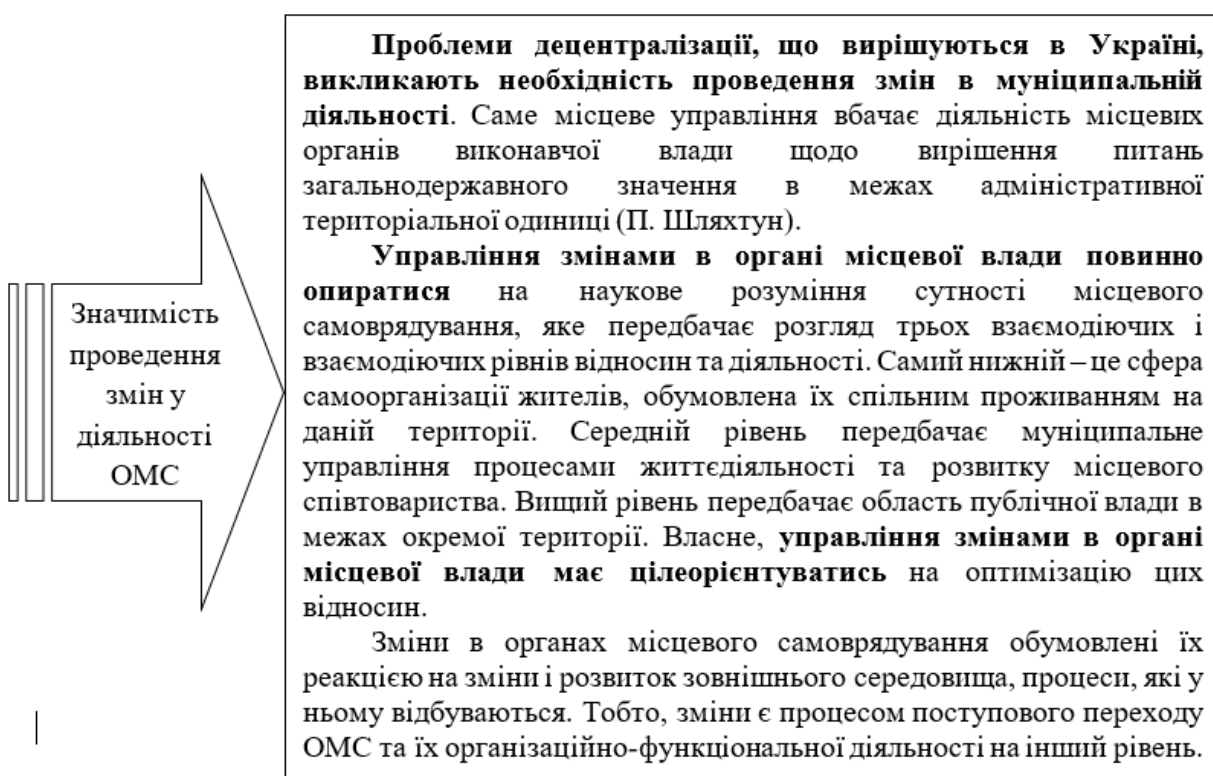 Значимість
проведення
змін у
діяльності
ОМС
Проблеми децентралізації, що вирішуються в Україні,
викликають необхідність проведення змін в муніципальній
діяльності. Саме місцеве управління вбачає діяльність місцевих
органів виконавчої влади щодо вирішення питань
загальнодержавного значення в межах адміністративної
територіальної одиниці (П. Шляхтун).
Управління змінами в органі місцевої влади повинно
опиратися на наукове розуміння сутності місцевого
самоврядування, яке передбачає розгляд трьох взаємодіючих і
взаємодіючих рівнів відносин та діяльності. Самий нижній – це сфера
самоорганізації жителів, обумовлена їх спільним проживанням на
даній території. Середній рівень передбачає муніципальне
управління процесами життєдіяльності та розвитку місцевого
співтовариства. Вищий рівень передбачає область публічної влади в
межах окремої території. Власне, управління змінами в органі
місцевої влади має цілеорієнтуватись на оптимізацію цих
відносин.
Зміни в органах місцевого самоврядування обумовлені їх
реакцією на зміни і розвиток зовнішнього середовища, процеси, які у
ньому відбуваються. Тобто, зміни є процесом поступового переходу
ОМС та їх організаційно-функціональної діяльності на інший рівень.